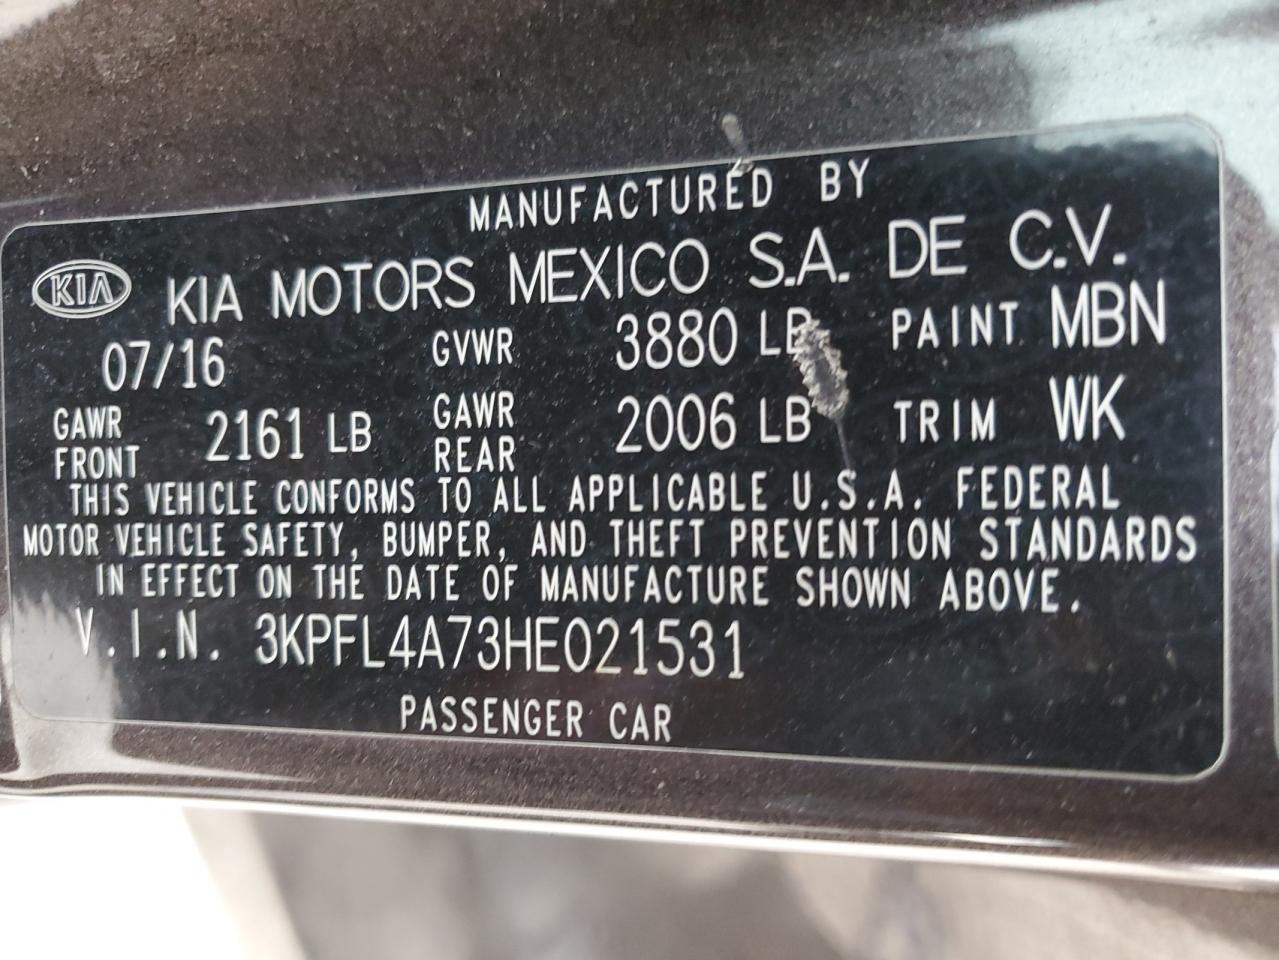 MANUFACTURED BY
KIA KIA MOTORS MEXICO S.A. DE C.V.
07/16 GVWR 3880 LB PAINT MBN
GAWR FRONT 2161 LB GAWR REAR 2006 LB TRIM WK
THIS VEHICLE CONFORMS TO ALL APPLICABLE U.S.A. FEDERAL
MOTOR VEHICLE SAFETY, BUMPER, AND THEFT PREVENTION STANDARDS
IN EFFECT ON THE DATE OF MANUFACTURE SHOWN ABOVE.
V.I.N. 3KPFL4A73HE021531
PASSENGER CAR